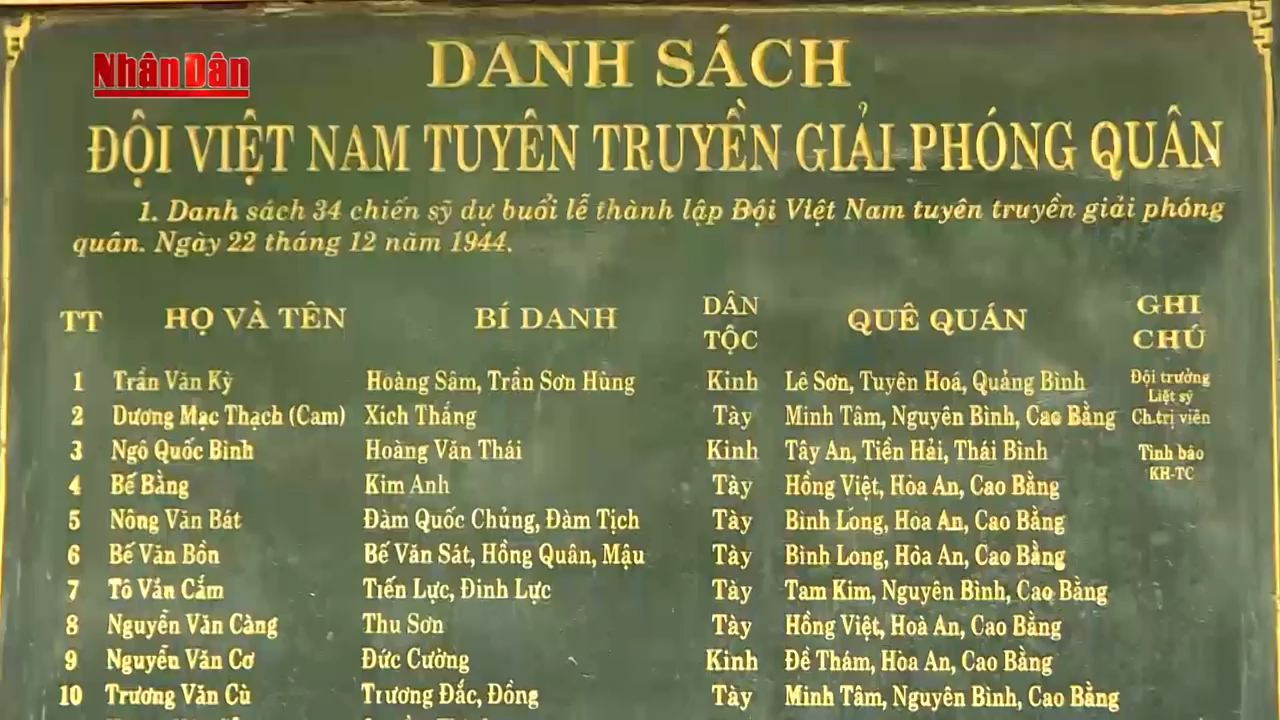 Nhân Dân
DANH SÁCH
ĐỘI VIỆT NAM TUYÊN TRUYỀN GIẢI PHÓNG QUÂN
1. Danh sách 34 chiến sỹ dự buổi lễ thành lập Đội Việt Nam tuyên truyền giải phóng
quân. Ngày 22 tháng 12 năm 1944.
TT HỌ VÀ TÊN BÍ DANH DÂN TỘC QUÊ QUÁN GHI CHÚ
1 Trần Văn Kỳ Hoàng Sâm, Trần Sơn Hùng Kinh Lê Sơn, Tuyên Hoá, Quảng Bình Đội trưởng Liệt sỹ
2 Dương Mạc Thạch (Cam) Xích Thắng Tày Minh Tâm, Nguyên Bình, Cao Bằng Ch.trị viên
3 Ngô Quốc Bình Hoàng Văn Thái Kinh Tây An, Tiền Hải, Thái Bình Tình báo KH-TC
4 Bế Bằng Kim Anh Tày Hồng Việt, Hòa An, Cao Bằng
5 Nông Văn Bát Đàm Quốc Chủng, Đàm Tịch Tày Bình Long, Hòa An, Cao Bằng
6 Bế Văn Bồn Bế Văn Sát, Hồng Quân, Mậu Tày Bình Long, Hòa An, Cao Bằng
7 Tô Văn Cắm Tiến Lực, Đinh Lực Tày Tam Kim, Nguyên Bình, Cao Bằng
8 Nguyễn Văn Càng Thu Sơn Tày Hồng Việt, Hoà An, Cao Bằng
9 Nguyễn Văn Cơ Đức Cường Kinh Đề Thám, Hòa An, Cao Bằng
10 Trương Văn Cù Trương Đắc, Đồng Tày Minh Tâm, Nguyên Bình, Cao Bằng